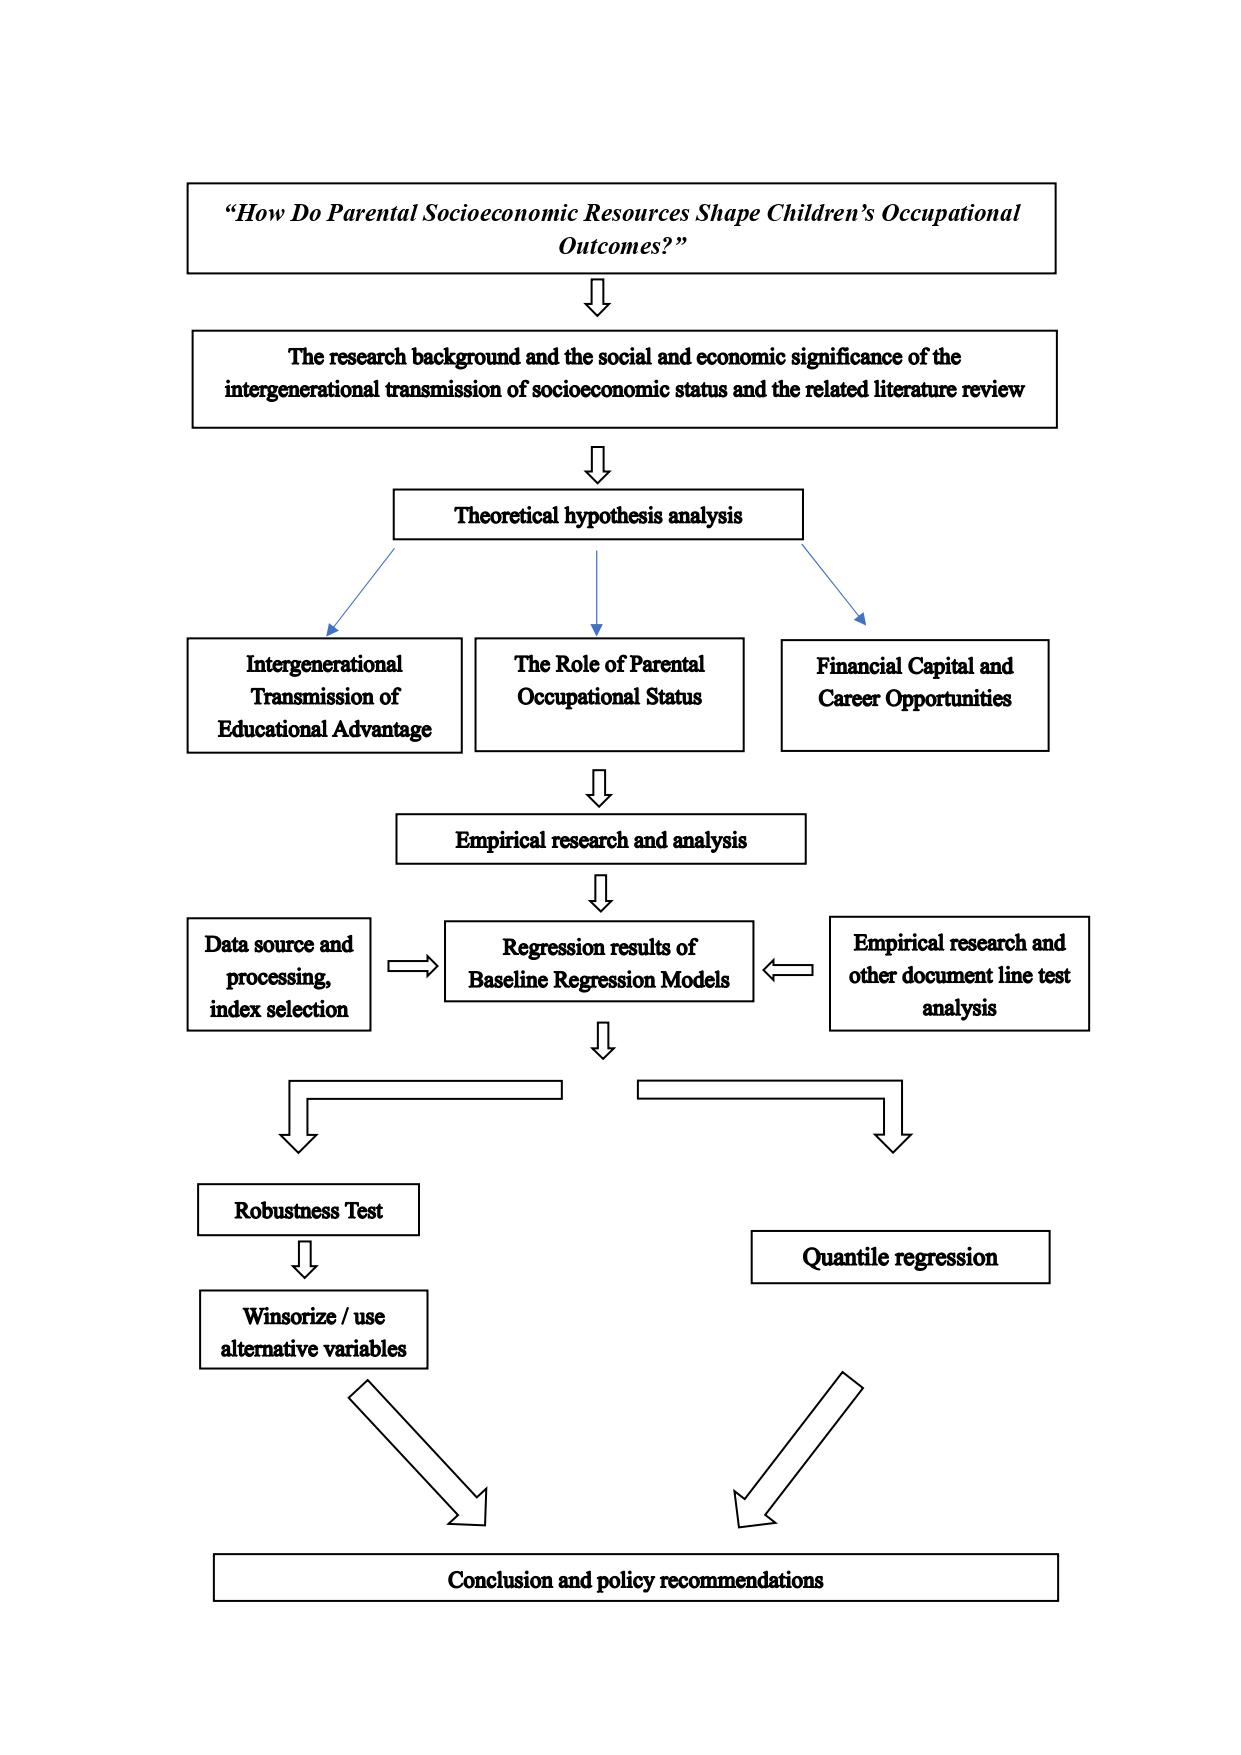 “How Do Parental Socioeconomic Resources Shape Children’s Occupational
Outcomes?”
The research background and the social and economic significance of the
intergenerational transmission of socioeconomic status and the related literature review
Theoretical hypothesis analysis
Intergenerational
Transmission of
Educational Advantage
The Role of Parental
Occupational Status
Financial Capital and
Career Opportunities
Empirical research and analysis
Data source and
processing,
index selection
Regression results of
Baseline Regression Models
Empirical research and
other document line test
analysis
Robustness Test
Winsorize / use
alternative variables
Quantile regression
Conclusion and policy recommendations